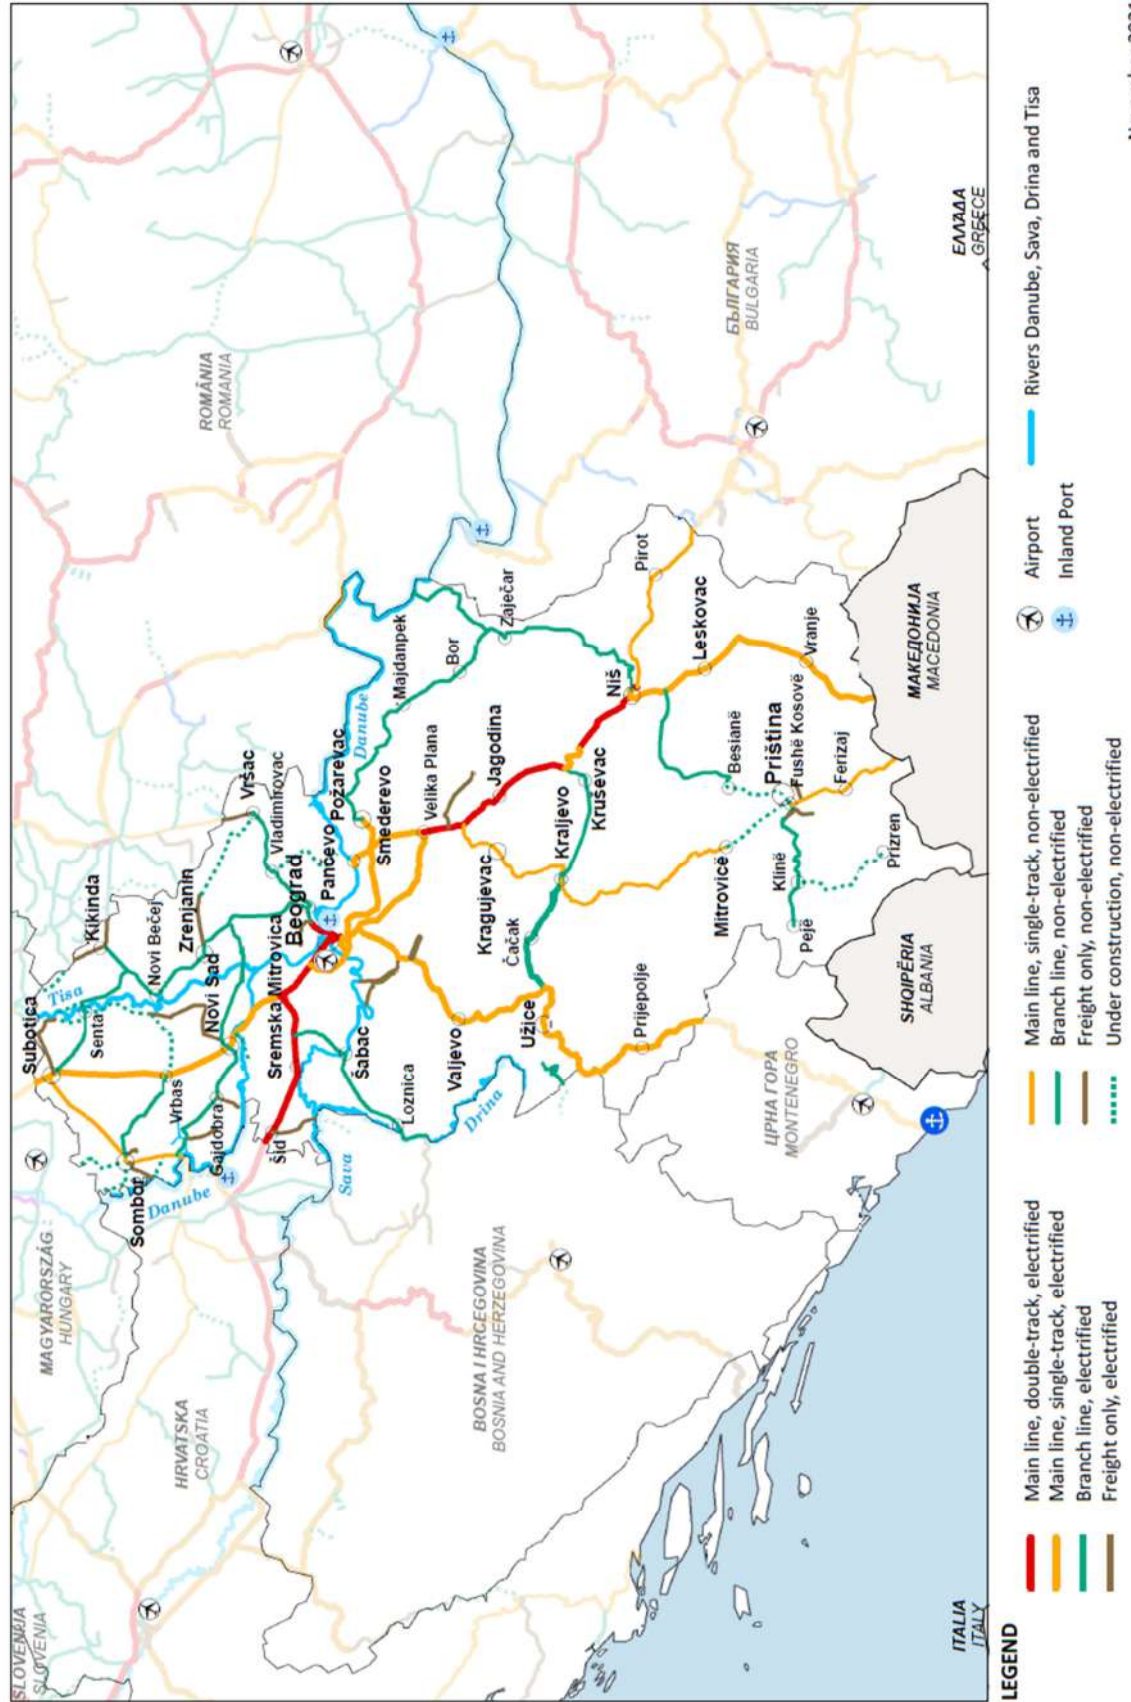 SLOVENIJA
SLOVENIA
MAGYARORSZÁG
HUNGARY
HRVATSKA
CROATIA
ROMÂNIA
ROMANIA
BOSNA I HRCEGOVINA
BOSNIA AND HERZEGOVINA
ЦРНА ГОРА
MONTENEGRO
БЪЛГАРИЯ
BULGARIA
SHQIPËRIA
ALBANIA
МАКЕДОНИЈА
MACEDONIA
ΕΛΛΆΔΑ
GREECE
ITALIA
ITALY
Subotica
Tisa
Senta
Kikinda
Novi Bečej
Sombor
Vrbas
Danube
Gajdobra
Novi Sad
Zrenjanin
Vršac
Vladimirovac
Šid
Sremska Mitrovica
Beograd
Pančevo
Sava
Šabac
Požarevac
Danube
Smederevo
Loznica
Majdanpek
Velika Plana
Bor
Valjevo
Drina
Kragujevac
Jagodina
Zaječar
Čačak
Kraljevo
Užice
Kruševac
Niš
Pirot
Prijepolje
Leskovac
Mitrovicë
Besianë
Priština
Fushë Kosovë
Vranje
Klinë
Pejë
Ferizaj
Prizren
LEGEND
Main line, double-track, electrified
Main line, single-track, electrified
Branch line, electrified
Freight only, electrified
Main line, single-track, non-electrified
Branch line, non-electrified
Freight only, non-electrified
Under construction, non-electrified
Airport
Inland Port
Rivers Danube, Sava, Drina and Tisa